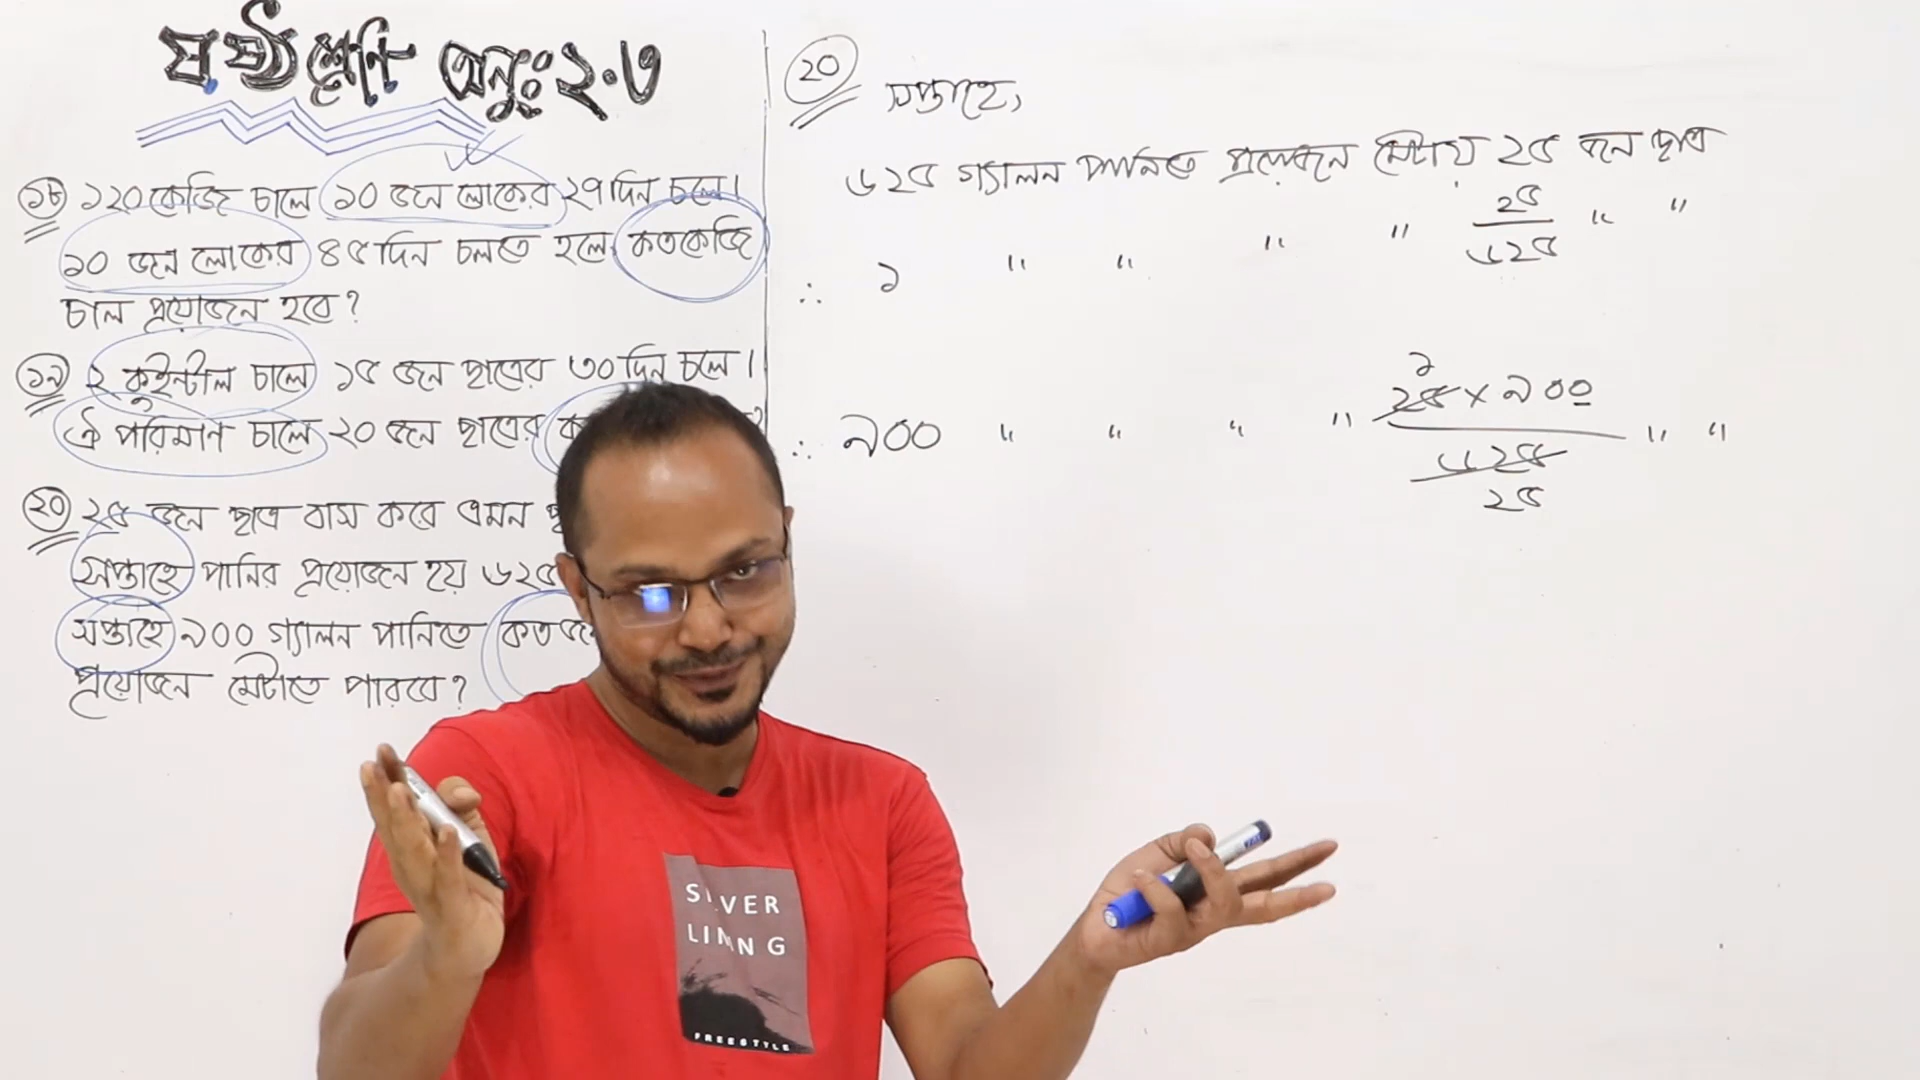 ষষ্ঠ শ্রেণি অনুঃ ২.৩
১৮ ১২০ কেজি চালে ১০ জন লোকের ২৭ দিন চলে।
১০ জন লোকের ৪৫ দিন চলতে হলে, কত কেজি
চাল প্রয়োজন হবে?
১৯ ২ কুইন্টাল চালে ১৫ জন ছাত্রের ৩০ দিন চলে।
ঐ পরিমাণ চালে ২০ জন ছাত্রের
২০ ২৫ জন ছাত্র বাস করে এমন
সপ্তাহে পানির প্রয়োজন হয় ৬২৫
সপ্তাহে ৯০০ গ্যালন পানিতে কত
প্রয়োজন মেটাতে পারবে?
২০ সপ্তাহে,
৬২৫ গ্যালন পানিতে প্রয়োজন মেটায় ২৫ জন ছাত্র
∴ ১ " " " " ২৫/৬২৫ " "
১
∴ ৯০০ " " " " ২৫ × ৯০০/৬২৫ " "
২৫
SILVER
LINING
FREESTYLE